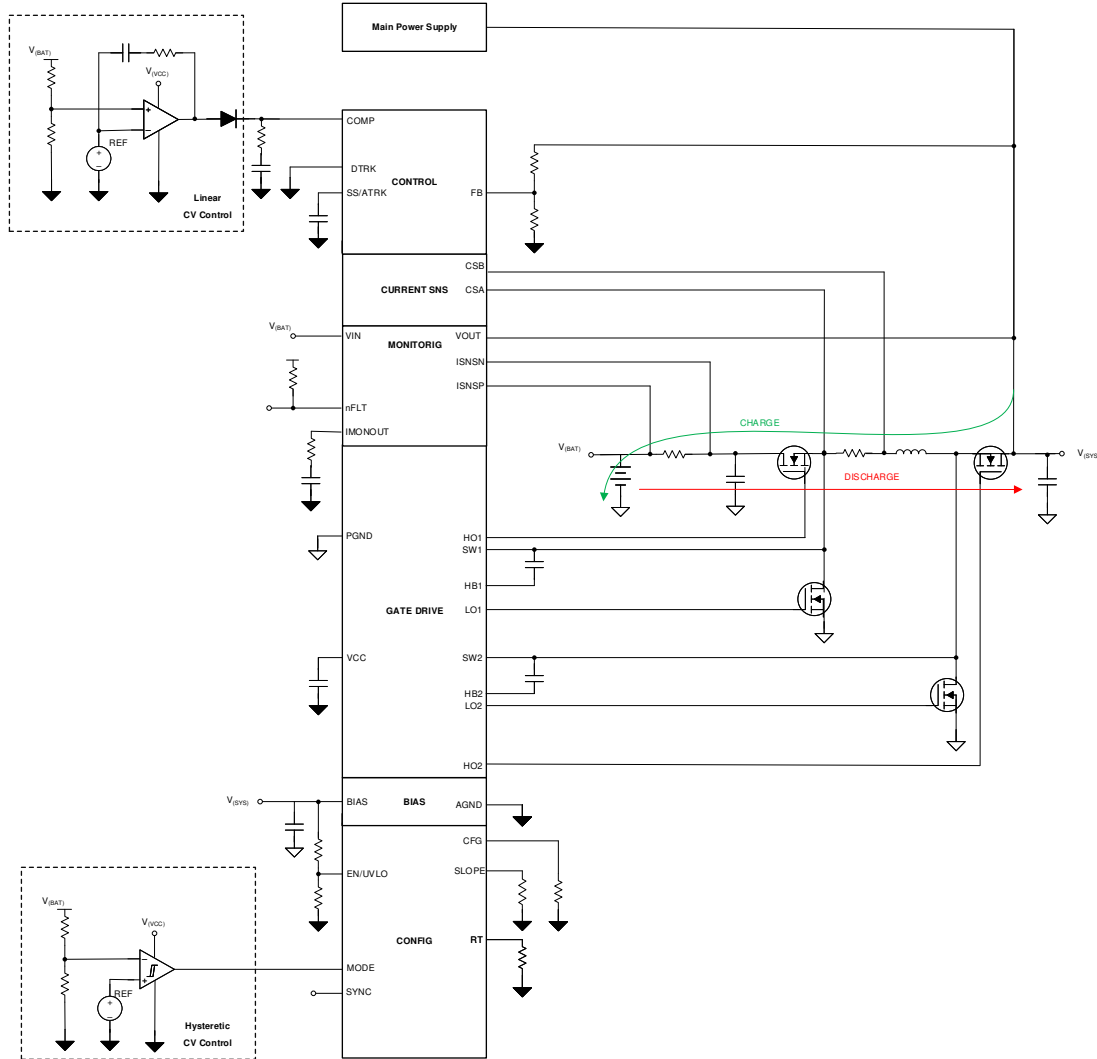 Main Power Supply
V(BAT)
V(VCC)
+
−
REF
+
−
Linear
CV Control
COMP
DTRK
SS/ATRK
CONTROL
FB
CSB
CURRENT SNS
CSA
V(BAT)
VIN
MONITORIG
VOUT
ISNSN
ISNSP
nFLT
IMONOUT
CHARGE
V(BAT)
V(SYS
DISCHARGE
PGND
HO1
SW1
HB1
GATE DRIVE
LO1
VCC
SW2
HB2
LO2
HO2
V(SYS)
BIAS
BIAS
AGND
CFG
EN/UVLO
SLOPE
CONFIG
RT
MODE
SYNC
V(BAT)
V(VCC)
−
+
REF
+
−
Hysteretic
CV Control